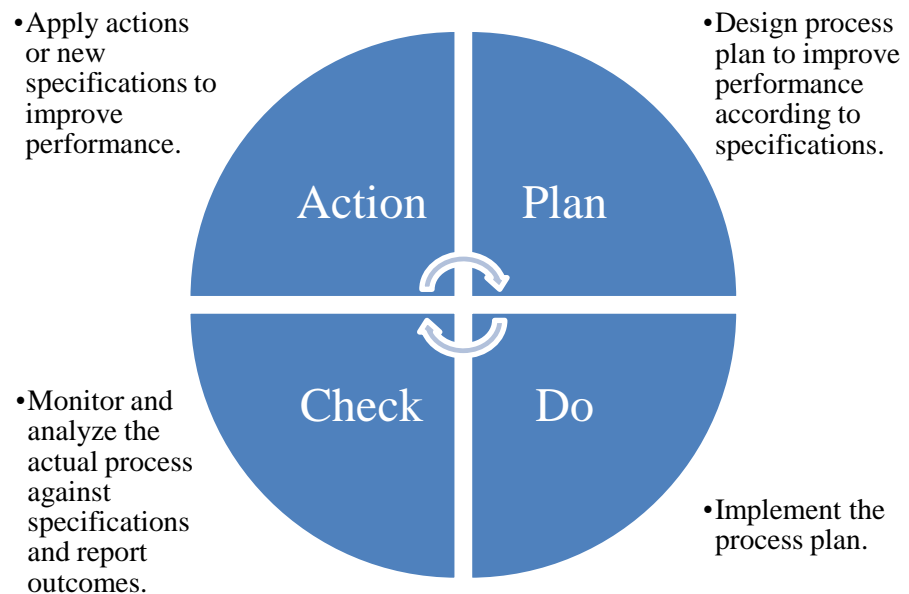 •Apply actions
or new
specifications to
improve
performance.
•Design process
plan to improve
performance
according to
specifications.
Action
Plan
Check
Do
•Monitor and
analyze the
actual process
against
specifications
and report
outcomes.
•Implement the
process plan.